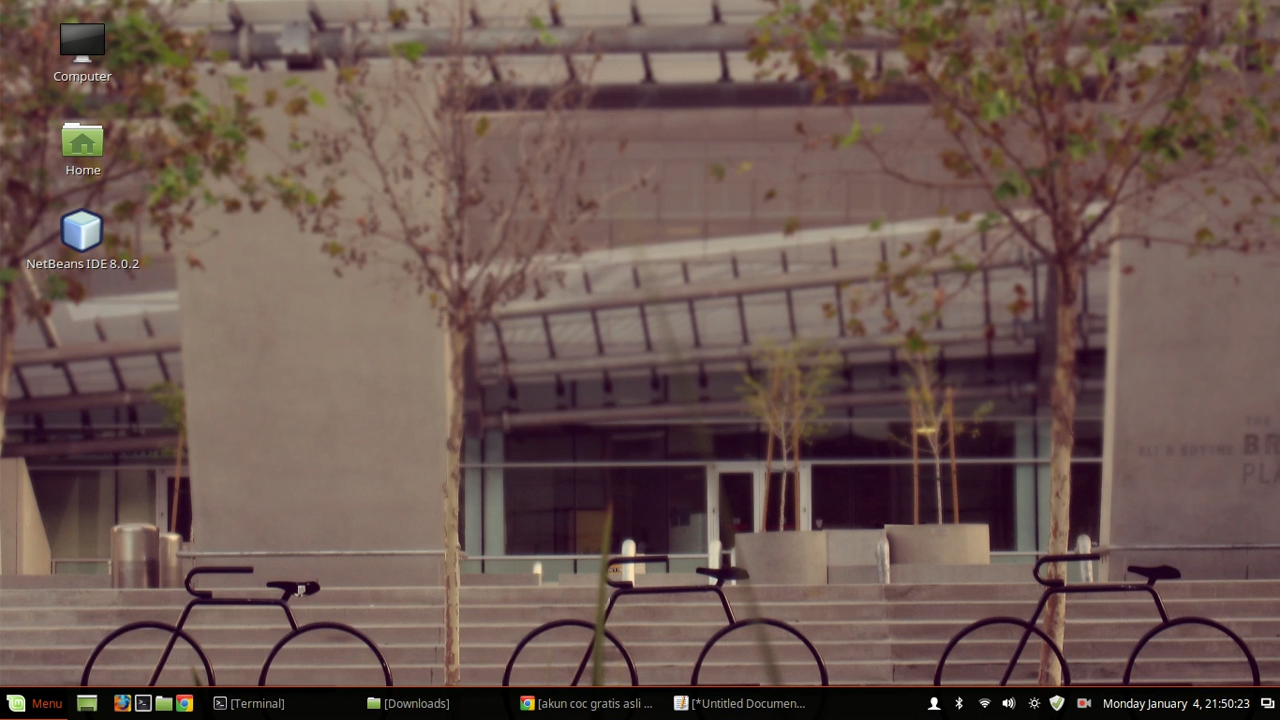 Computer
Home
NetBeans IDE 8.0.2
Menu
[Terminal]
[Downloads]
[akun coc gratis asli ...
[*Untitled Documen...
Monday January 4, 21:50:23